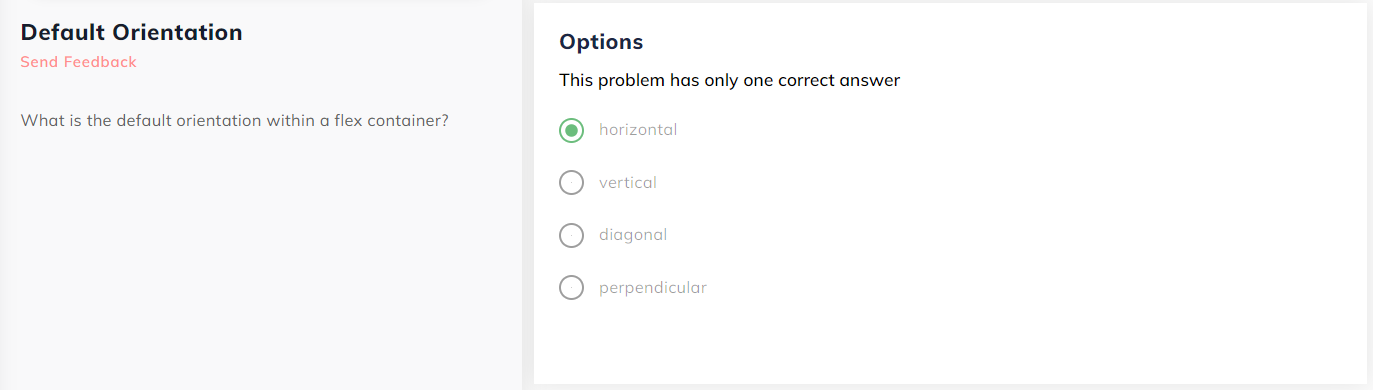 Default Orientation
Send Feedback
What is the default orientation within a flex container?
Options
This problem has only one correct answer
horizontal
vertical
diagonal
perpendicular